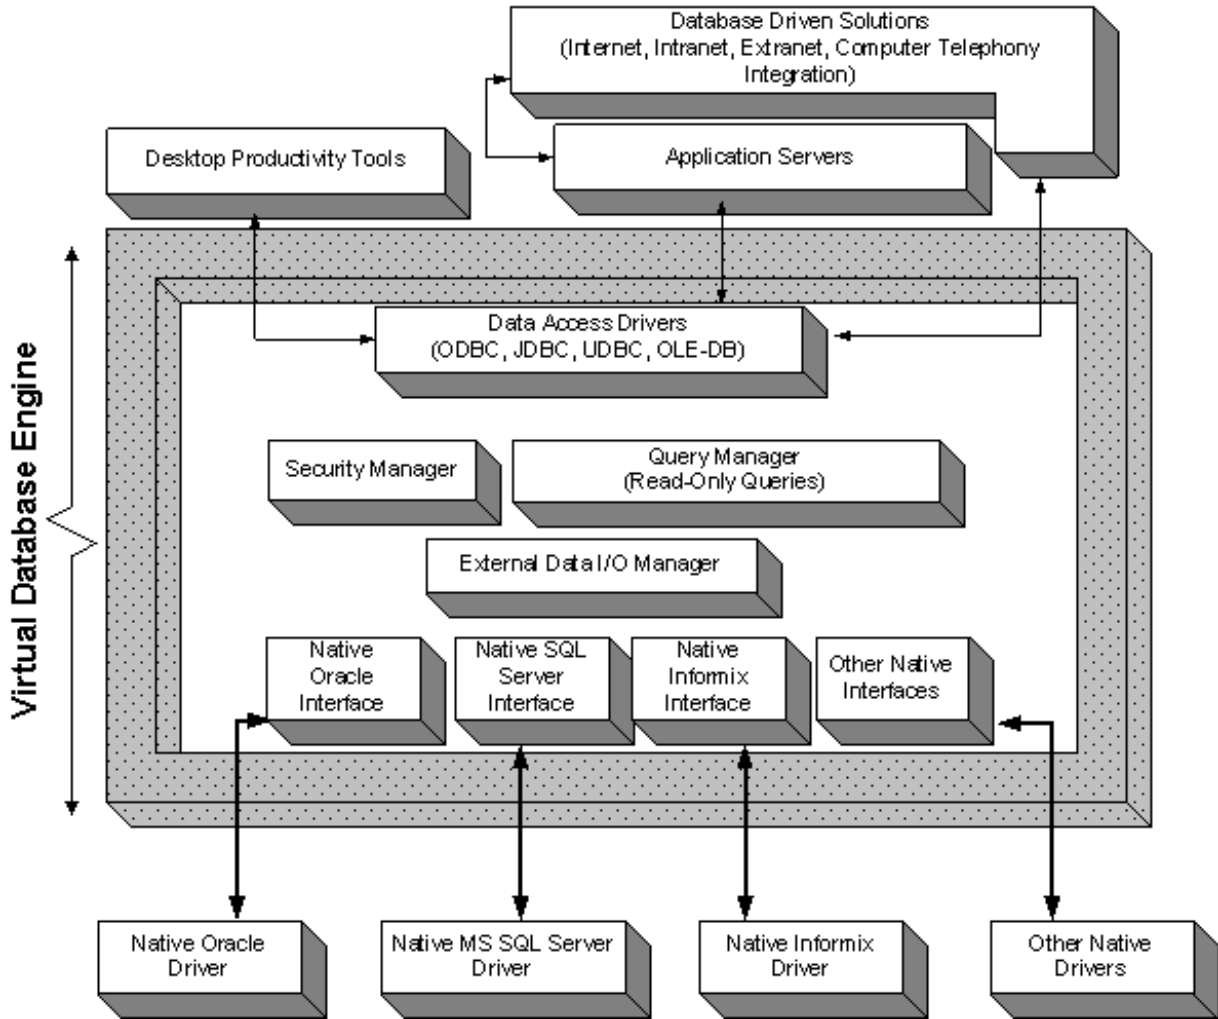 Database Driven Solutions
(Internet, Intranet, Extranet, Computer Telephony
Integration)
Desktop Productivity Tools
Application Servers
Virtual Database Engine
Data Access Drivers
(ODBC, JDBC, UDBC, OLE-DB)
Security Manager
Query Manager
(Read-Only Queries)
External Data I/O Manager
Native
Oracle
Interface
Native SQL
Server
Interface
Native
Informix
Interface
Other Native
Interfaces
Native Oracle
Driver
Native MS SQL Server
Driver
Native Informix
Driver
Other Native
Drivers